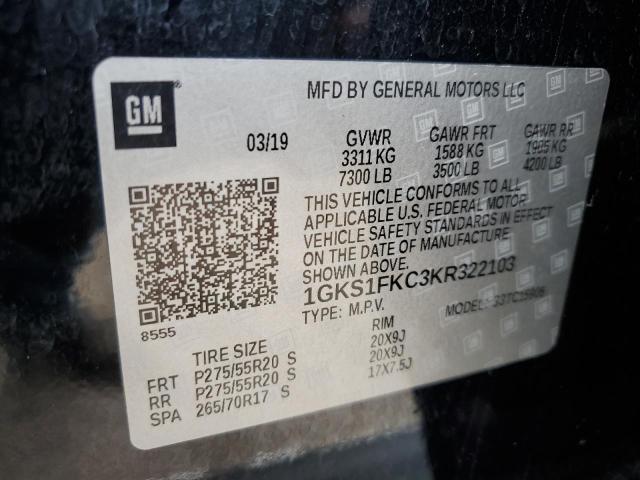 GM
MFD BY GENERAL MOTORS LLC
03/19 GVWR GAWR FRT GAWR RR
3311 KG 1588 KG 1905 KG
7300 LB 3500 LB 4200 LB
THIS VEHICLE CONFORMS TO ALL
APPLICABLE U.S. FEDERAL MOTOR
VEHICLE SAFETY STANDARDS IN EFFECT
ON THE DATE OF MANUFACTURE
SHOWN ABOVE.
1GKS1FKC3KR322103
TYPE: M.P.V. MODEL:
8555
TIRE SIZE RIM
FRT P275/55R20 S 20X9J
RR P275/55R20 S 20X9J
SPA 265/70R17 S 17X7.5J